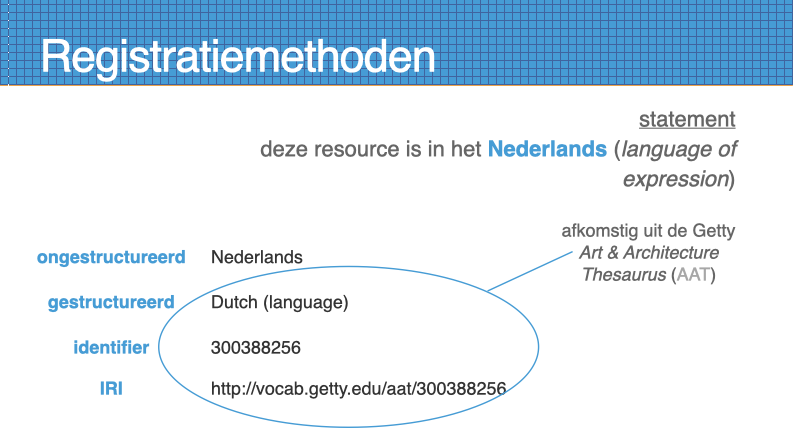 Registratiemethoden
statement
deze resource is in het Nederlands (language of
expression)
afkomstig uit de Getty
Art & Architecture
Thesaurus (AAT)
ongestructureerd Nederlands
gestructureerd Dutch (language)
identifier 300388256
IRI http://vocab.getty.edu/aat/300388256